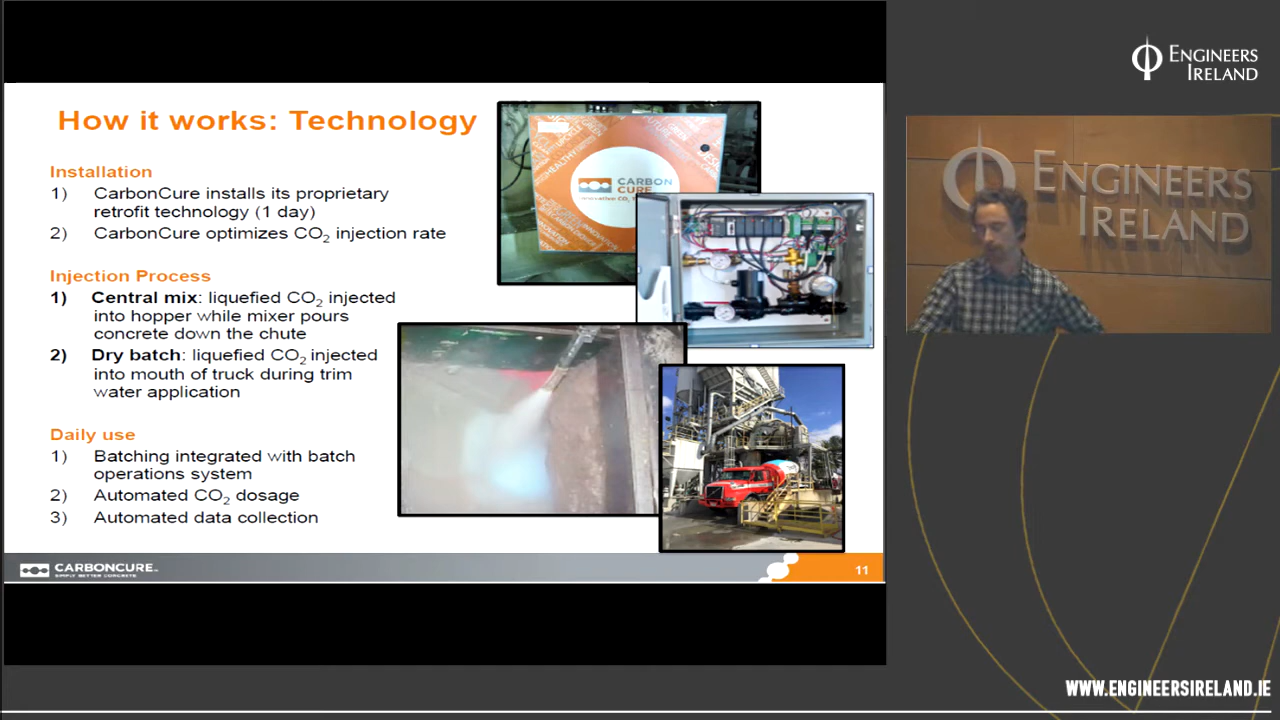 How it works: Technology
Installation
1) CarbonCure installs its proprietary
retrofit technology (1 day)
2) CarbonCure optimizes CO2 injection rate
Injection Process
1) Central mix: liquefied CO2 injected
into hopper while mixer pours
concrete down the chute
2) Dry batch: liquefied CO2 injected
into mouth of truck during trim
water application
Daily use
1) Batching integrated with batch
operations system
2) Automated CO2 dosage
3) Automated data collection
CARBON
CURE
CARBONCURE
SIMPLY BETTER CONCRETE
11
ENGINEERS
IRELAND
ENGINEERS
IRELAND
WWW.ENGINEERSIRELAND.IE